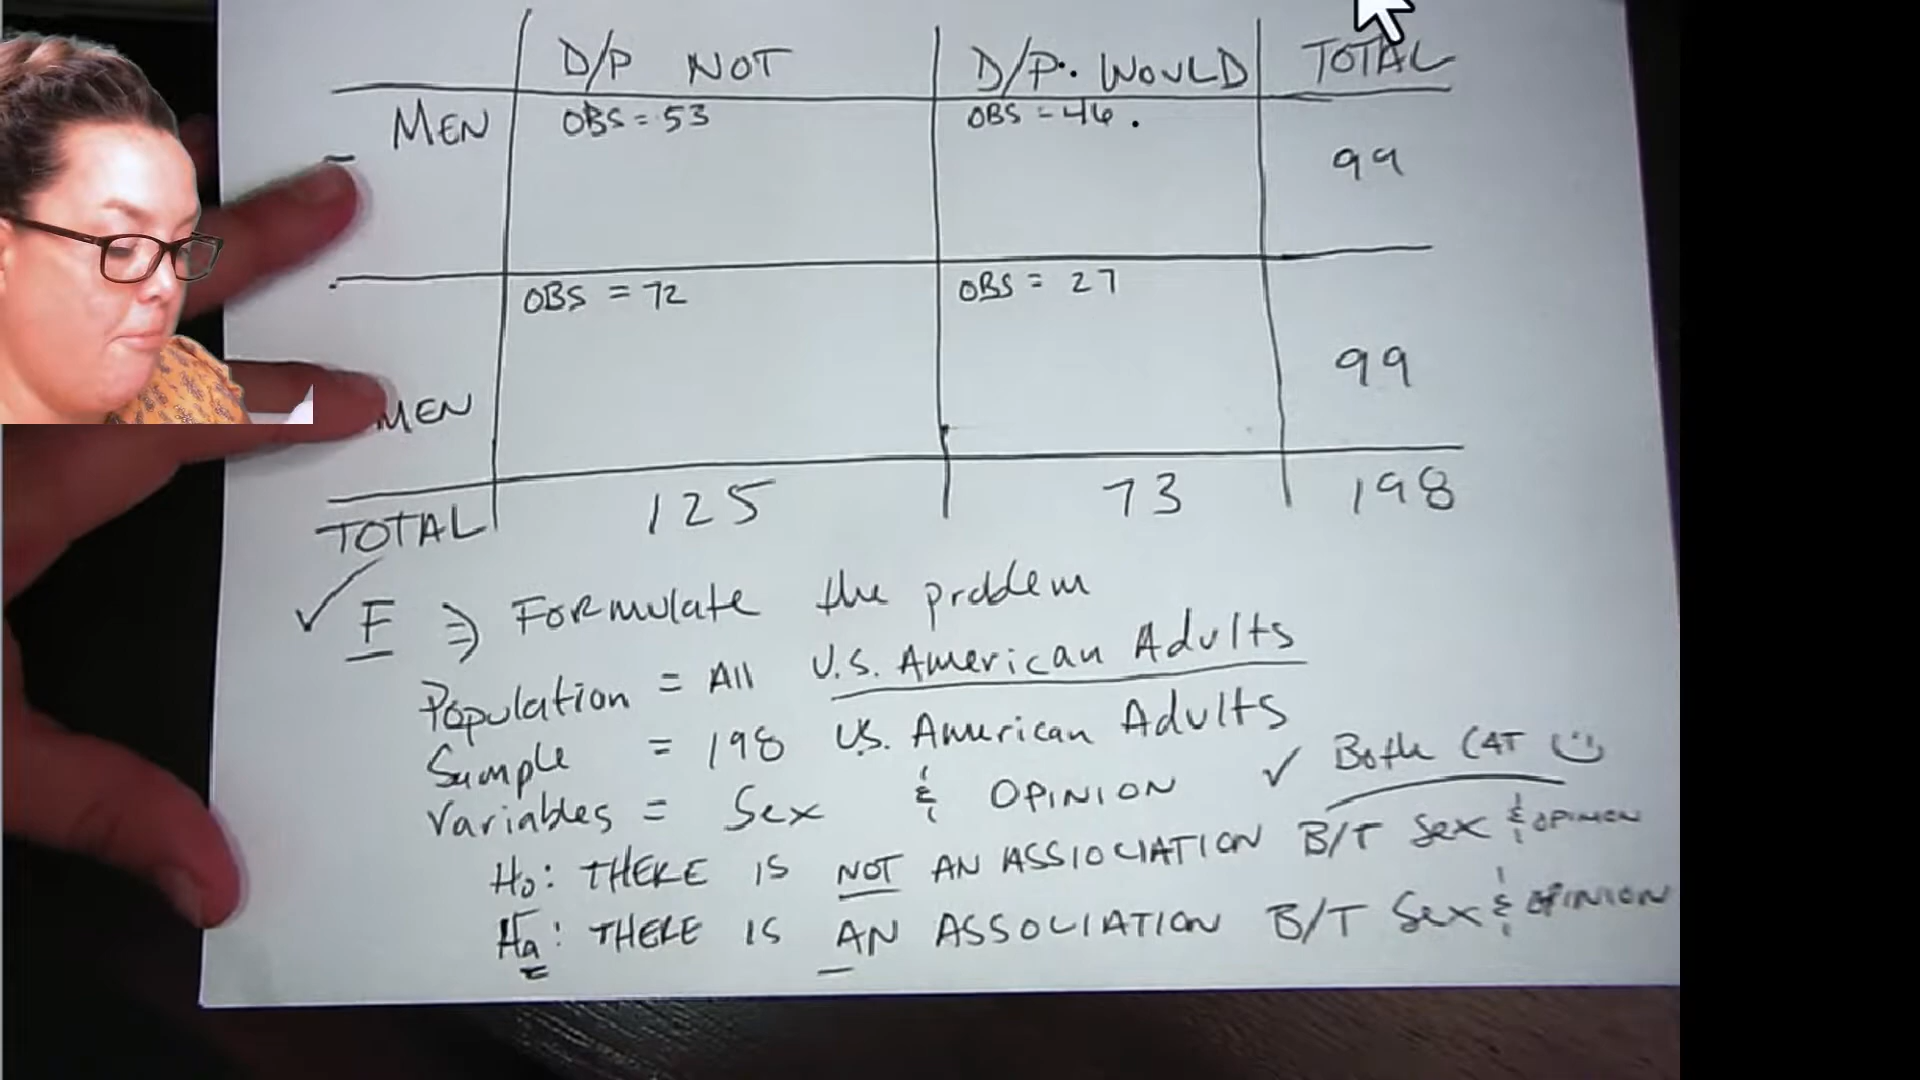 D/P NOT D/P. WOULD TOTAL
MEN OBS = 53 OBS = 46 . 99
OBS = 72 OBS = 27
MEN 99
TOTAL 125 73 198
✓ F ⇒ FORMULATE the problem
Population = All U.S. American Adults
Sample = 198 U.S. American Adults
Variables = Sex & OPINION ✓ Both CAT
Ho: THERE IS NOT AN ASSIOCIATION B/T Sex & OPINION
Ha: THERE IS AN ASSOCIATION B/T Sex & OPINION